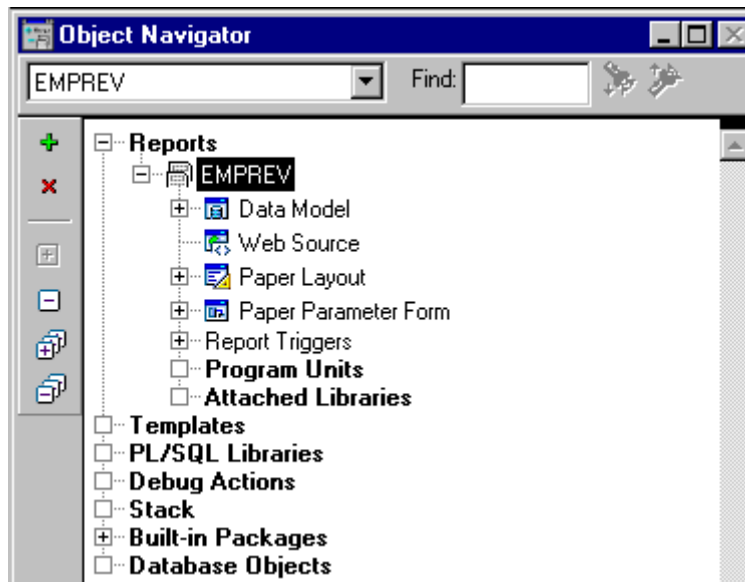 Object Navigator
EMPREV Find:
Reports
EMPREV
Data Model
Web Source
Paper Layout
Paper Parameter Form
Report Triggers
Program Units
Attached Libraries
Templates
PL/SQL Libraries
Debug Actions
Stack
Built-in Packages
Database Objects